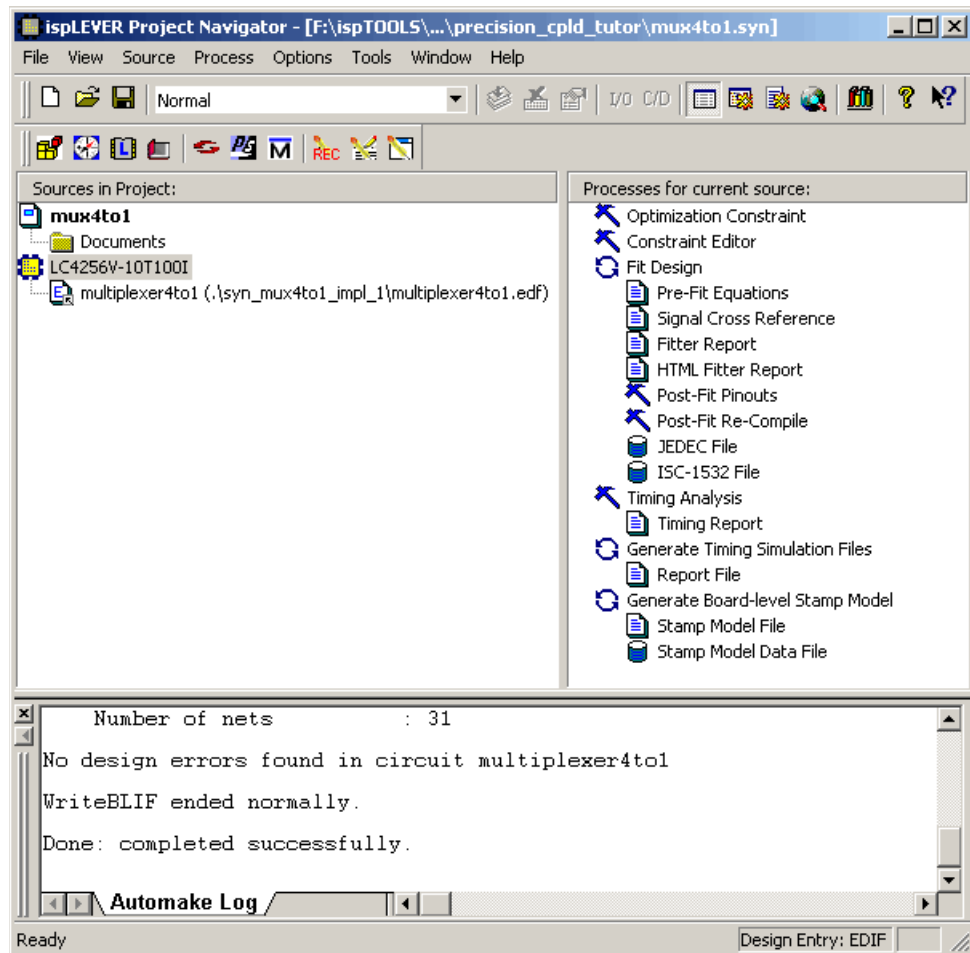 ispLEVER Project Navigator - [F:\ispTOOLS\...\precision_cpld_tutor\mux4to1.syn]
File View Source Process Options Tools Window Help
Normal
I/O C/D
REC
Sources in Project:
mux4to1
Documents
LC4256V-10T100I
multiplexer4to1 (.\syn_mux4to1_impl_1\multiplexer4to1.edf)
Processes for current source:
Optimization Constraint
Constraint Editor
Fit Design
Pre-Fit Equations
Signal Cross Reference
Fitter Report
HTML Fitter Report
Post-Fit Pinouts
Post-Fit Re-Compile
JEDEC File
ISC-1532 File
Timing Analysis
Timing Report
Generate Timing Simulation Files
Report File
Generate Board-level Stamp Model
Stamp Model File
Stamp Model Data File
Number of nets : 31
No design errors found in circuit multiplexer4to1
WriteBLIF ended normally.
Done: completed successfully.
Automake Log
Ready
Design Entry: EDIF